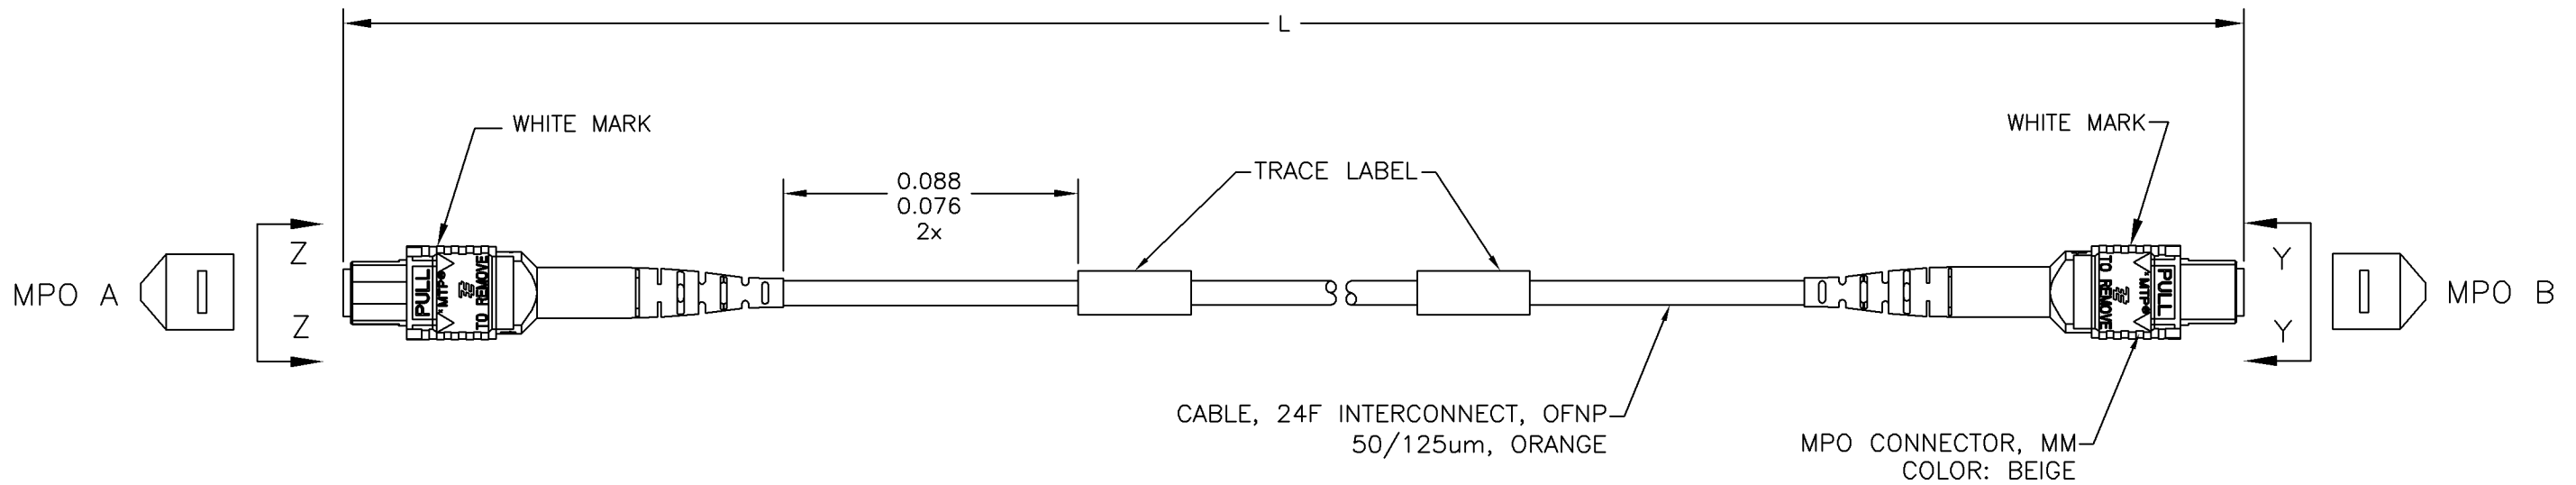 L
WHITE MARK
WHITE MARK
TRACE LABEL
0.088
0.076
2x
Z
Z
Y
Y
MPO A
MPO B
PULL
MTP®
TO REMOVE
PULL
MTP®
TO REMOVE
CABLE, 24F INTERCONNECT, OFNP
50/125um, ORANGE
MPO CONNECTOR, MM
COLOR: BEIGE